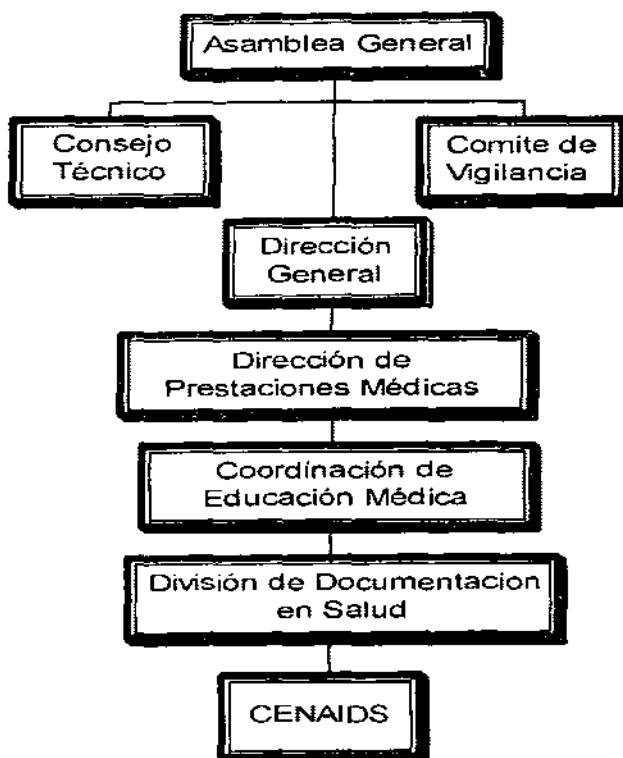 Asamblea General
Consejo
Técnico
Comite de
Vigilancia
Dirección
General
Dirección de
Prestaciones Médicas
Coordínación de
Educación Médica
División de Documentacion
en Salud
CENAIDS